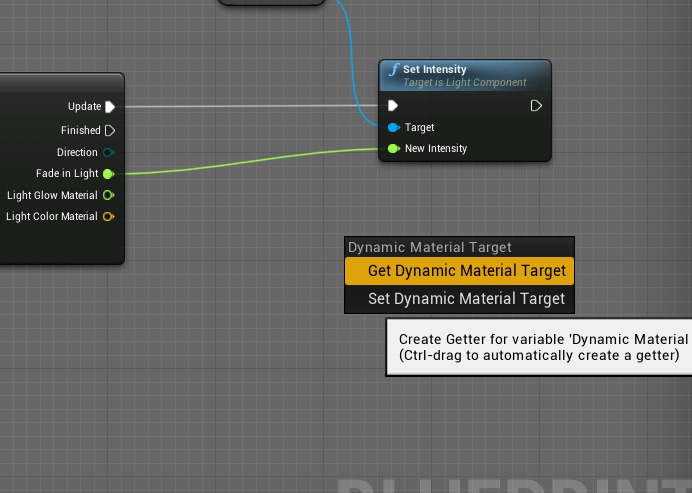 Set Intensity
Target is Light Component
Update
Finished
Target
Direction
New Intensity
Fade in Light
Light Glow Material
Light Color Material
Dynamic Material Target
Get Dynamic Material Target
Set Dynamic Material Target
Create Getter for variable 'Dynamic Material
(Ctrl-drag to automatically create a getter)
BLUEPRINT